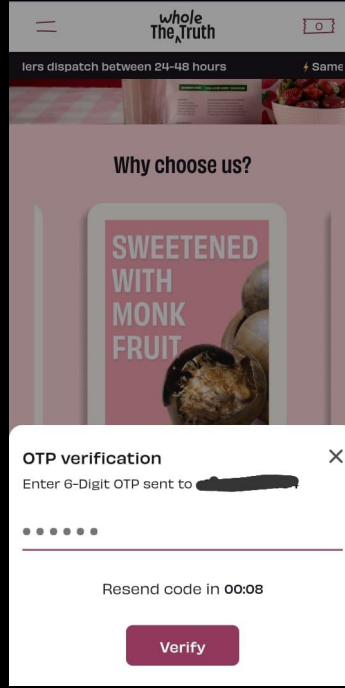 The whole Truth
0
lers dispatch between 24-48 hours ⚡ Same
Why choose us?
SWEETENED
WITH
MONK
FRUIT
OTP verification
Enter 6-Digit OTP sent to
Resend code in 00:08
Verify